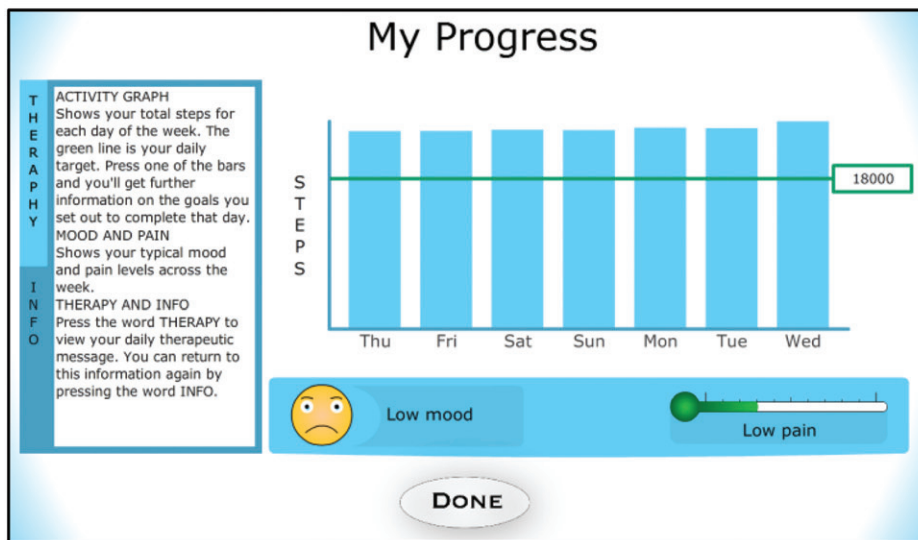 My Progress
THERAPHY
INFO
ACTIVITY GRAPH
Shows your total steps for
each day of the week. The
green line is your daily
target. Press one of the bars
and you'll get further
information on the goals you
set out to complete that day.
MOOD AND PAIN
Shows your typical mood
and pain levels across the
week.
THERAPY AND INFO
Press the word THERAPY to
view your daily therapeutic
message. You can return to
this information again by
pressing the word INFO.
STEPS
18000
Thu Fri Sat Sun Mon Tue Wed
Low mood
Low pain
DONE